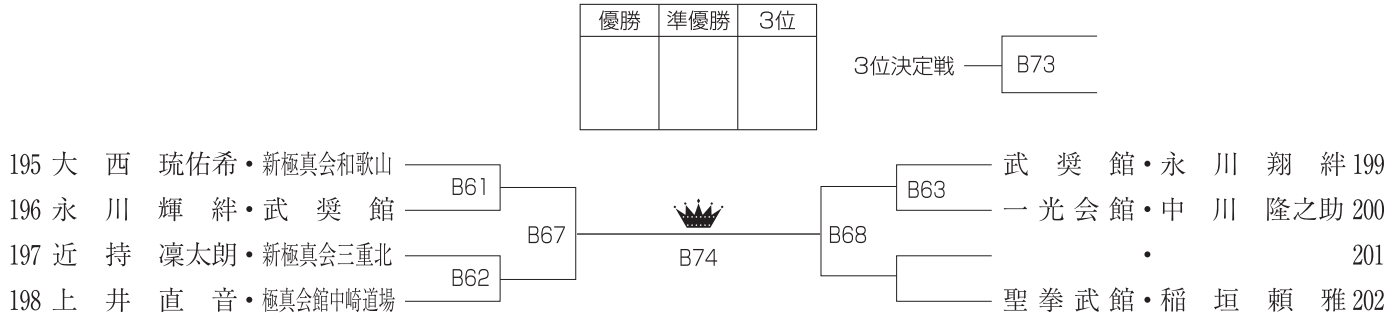 優勝 準優勝 3位
3位決定戦 B73
195 大西 琉佑希・新極真会和歌山
196 永川輝絆・武奨館
197 近持 凜太朗・新極真会三重北
198 上井直音・極真会館中崎道場
B61
B62
B67
B74
B68
B63
武奨館・永川翔絆 199
一光会館・中川 隆之助 200
・ 201
聖拳武館・稲垣頼雅 202